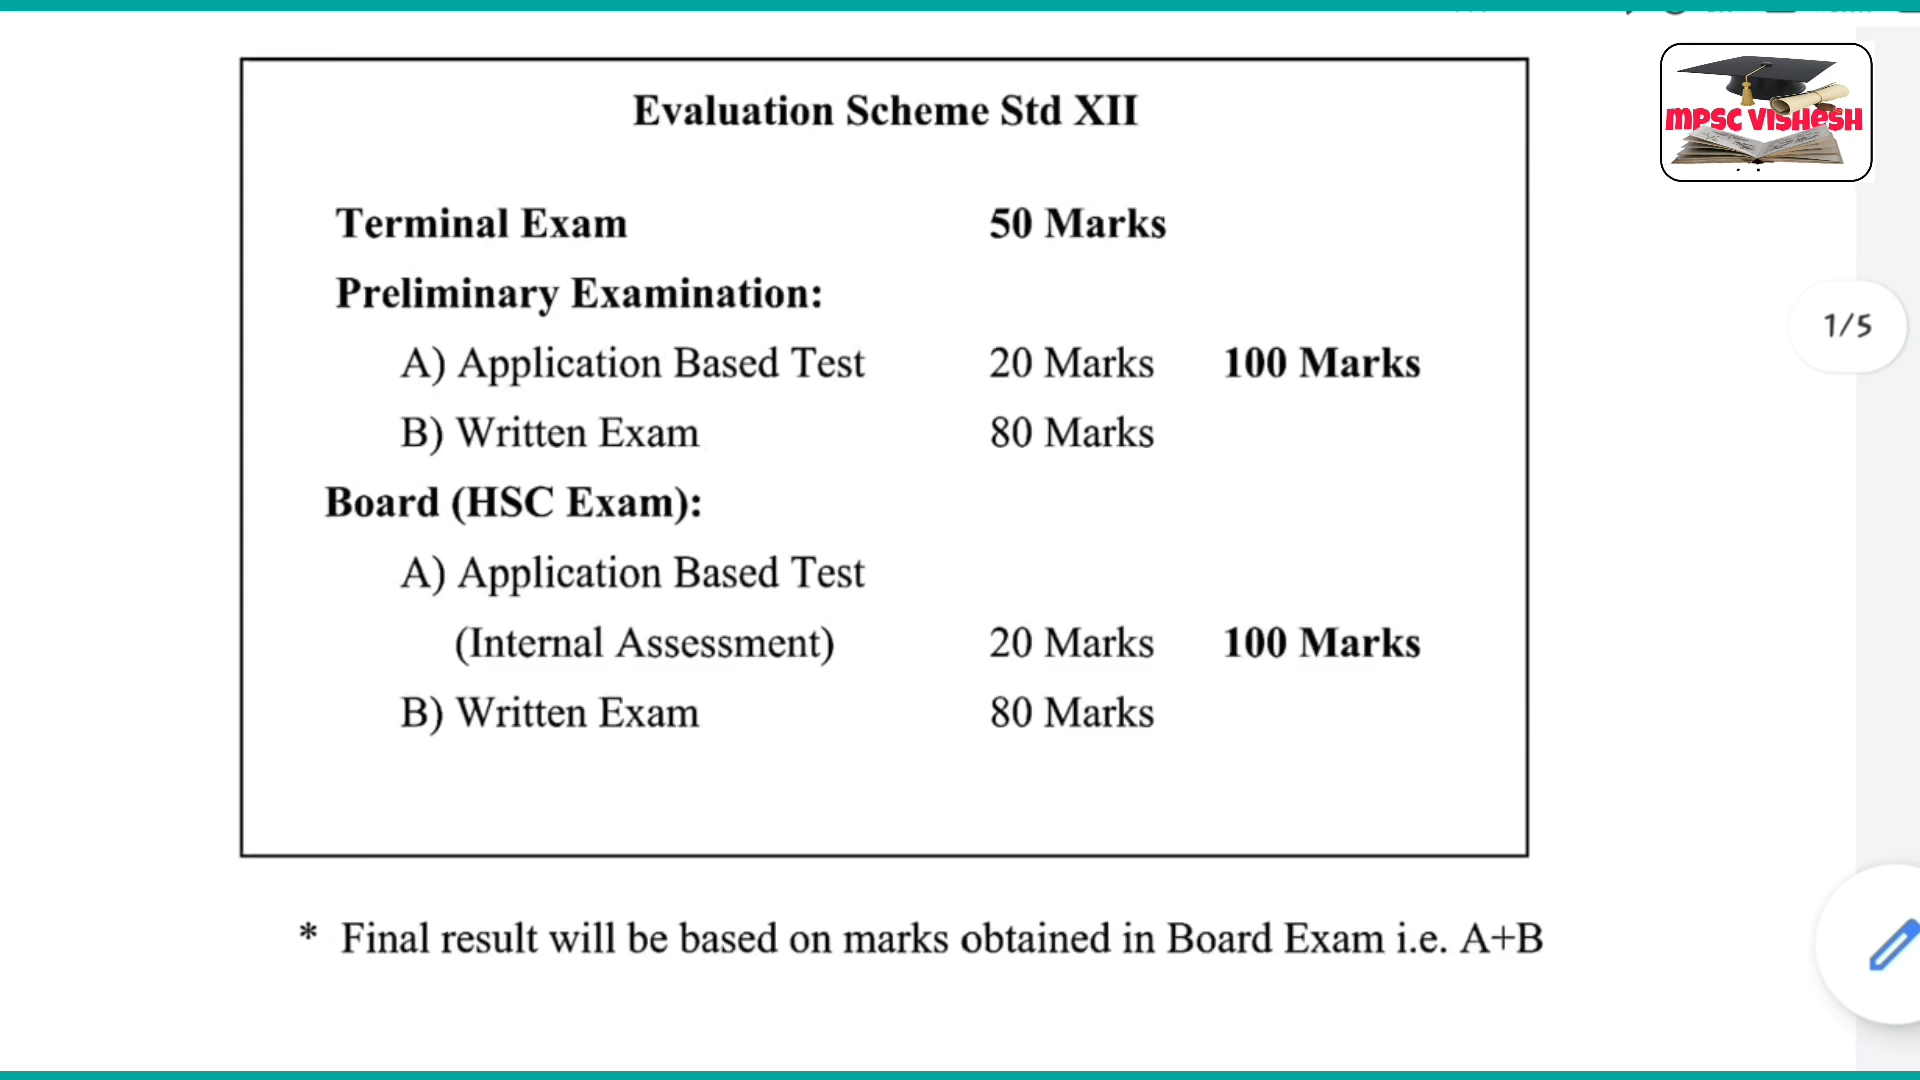 Evaluation Scheme Std XII
MPSC VISHESH
Terminal Exam 50 Marks
Preliminary Examination:
1/5
A) Application Based Test 20 Marks 100 Marks
B) Written Exam 80 Marks
Board (HSC Exam):
A) Application Based Test
(Internal Assessment) 20 Marks 100 Marks
B) Written Exam 80 Marks
* Final result will be based on marks obtained in Board Exam i.e. A+B